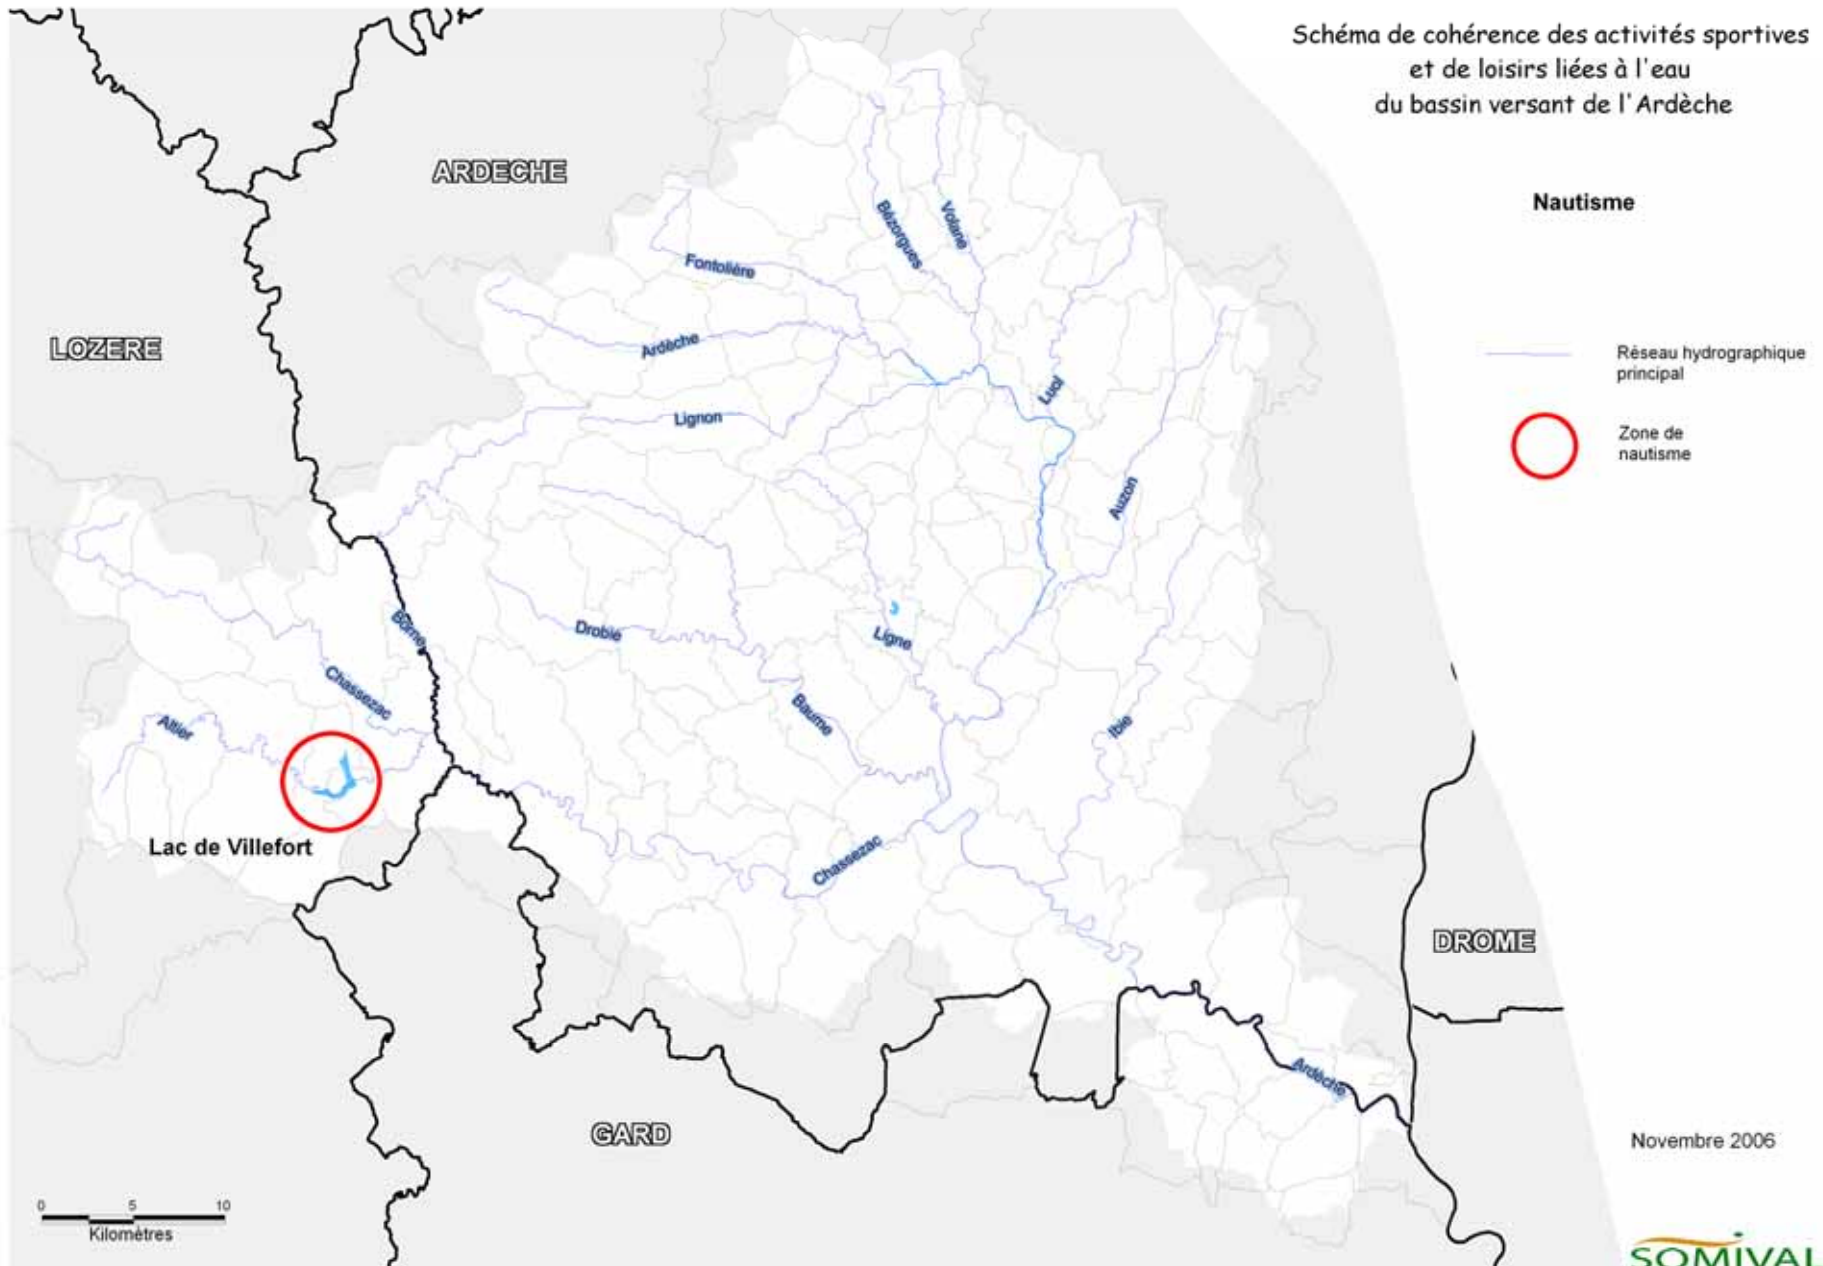 Schéma de cohérence des activités sportives
et de loisirs liées à l'eau
du bassin versant de l'Ardèche
ARDECHE
Nautisme
Bézorgues
Volane
Fontolière
LOZERE
Ardèche
Réseau hydrographique
principal
Luol
Lignon
Zone de
nautisme
Auzon
Borne
Drobie
Ligne
Chassezac
Altier
Baume
Ibie
Lac de Villefort
Chassezac
DROME
Ardèche
GARD
Novembre 2006
0 5 10
Kilomètres
SOMIVAL